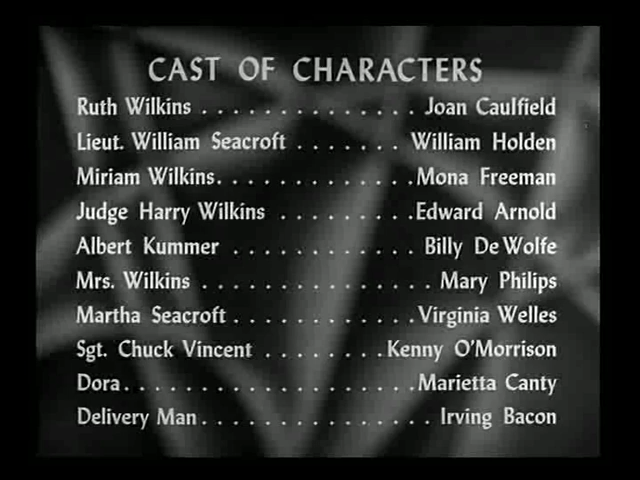 CAST OF CHARACTERS
Ruth Wilkins . . . . . . . . . . . . . . Joan Caulfield
Lieut. William Seacroft . . . . . . . William Holden
Miriam Wilkins. . . . . . . . . . . . .Mona Freeman
Judge Harry Wilkins . . . . . . . . .Edward Arnold
Albert Kummer . . . . . . . . . . . . Billy De Wolfe
Mrs. Wilkins . . . . . . . . . . . . . . . Mary Philips
Martha Seacroft . . . . . . . . . . . .Virginia Welles
Sgt. Chuck Vincent . . . . . . . .Kenny O'Morrison
Dora. . . . . . . . . . . . . . . . . . .Marietta Canty
Delivery Man. . . . . . . . . . . . . . . Irving Bacon